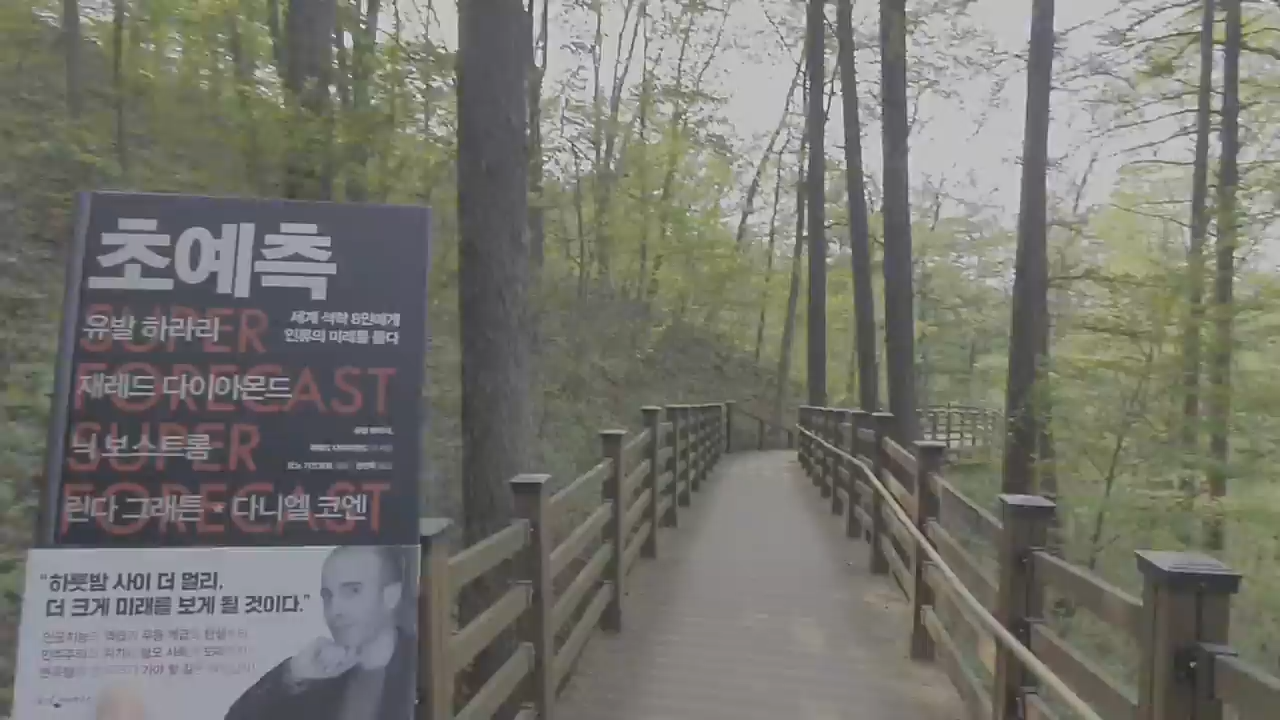 초예측
SUPER
유발 하라리
세계 석학 8인에게
인류의 미래를 묻다
FORECAST
재레드 다이아몬드
SUPER
닉 보스트롬
FORECAST
린다 그래튼 · 다니엘 코엔
“하룻밤 사이 더 멀리,
더 크게 미래를 보게 될 것이다.”